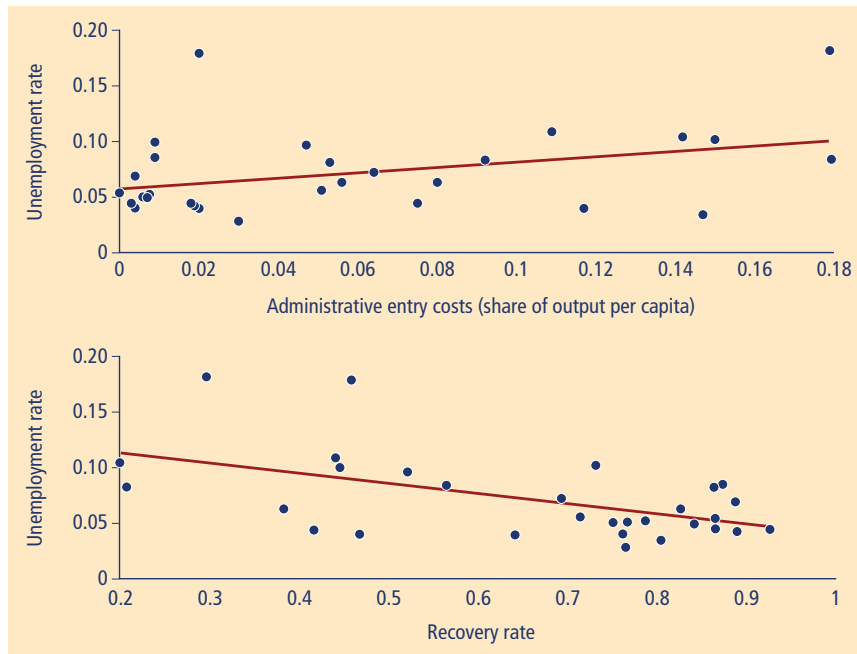 Unemployment rate
0.20
0.15
0.10
0.05
0
0 0.02 0.04 0.06 0.08 0.1 0.12 0.14 0.16 0.18
Administrative entry costs (share of output per capita)
Unemployment rate
0.20
0.15
0.10
0.05
0
0.2 0.3 0.4 0.5 0.6 0.7 0.8 0.9 1
Recovery rate